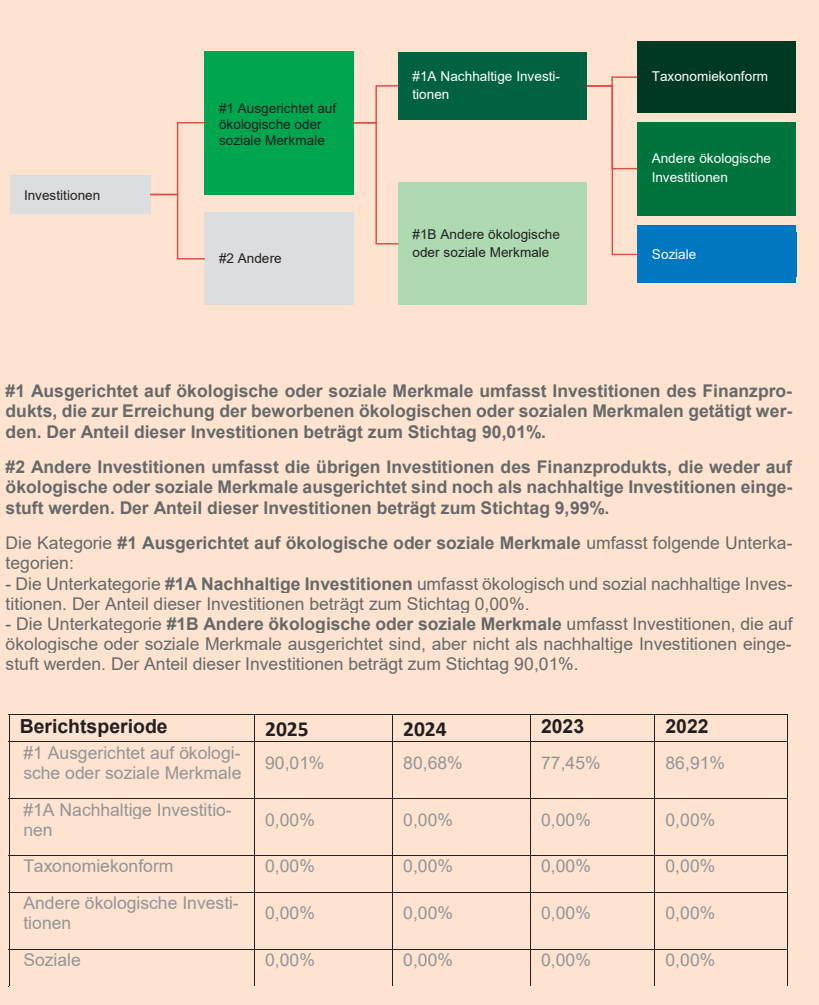 Investitionen
#1 Ausgerichtet auf
ökologische oder
soziale Merkmale
#2 Andere
#1A Nachhaltige Investi-
tionen
#1B Andere ökologische
oder soziale Merkmale
Taxonomiekonform
Andere ökologische
Investitionen
Soziale
#1 Ausgerichtet auf ökologische oder soziale Merkmale umfasst Investitionen des Finanzpro-
dukts, die zur Erreichung der beworbenen ökologischen oder sozialen Merkmalen getätigt wer-
den. Der Anteil dieser Investitionen beträgt zum Stichtag 90,01%.
#2 Andere Investitionen umfasst die übrigen Investitionen des Finanzprodukts, die weder auf
ökologische oder soziale Merkmale ausgerichtet sind noch als nachhaltige Investitionen einge-
stuft werden. Der Anteil dieser Investitionen beträgt zum Stichtag 9,99%.
Die Kategorie #1 Ausgerichtet auf ökologische oder soziale Merkmale umfasst folgende Unterka-
tegorien:
- Die Unterkategorie #1A Nachhaltige Investitionen umfasst ökologisch und sozial nachhaltige Inves-
titionen. Der Anteil dieser Investitionen beträgt zum Stichtag 0,00%.
- Die Unterkategorie #1B Andere ökologische oder soziale Merkmale umfasst Investitionen, die auf
ökologische oder soziale Merkmale ausgerichtet sind, aber nicht als nachhaltige Investitionen einge-
stuft werden. Der Anteil dieser Investitionen beträgt zum Stichtag 90,01%.
Berichtsperiode 2025 2024 2023 2022
#1 Ausgerichtet auf ökologi-
sche oder soziale Merkmale 90,01% 80,68% 77,45% 86,91%
#1A Nachhaltige Investitio-
nen 0,00% 0,00% 0,00% 0,00%
Taxonomiekonform 0,00% 0,00% 0,00% 0,00%
Andere ökologische Investi-
tionen 0,00% 0,00% 0,00% 0,00%
Soziale 0,00% 0,00% 0,00% 0,00%